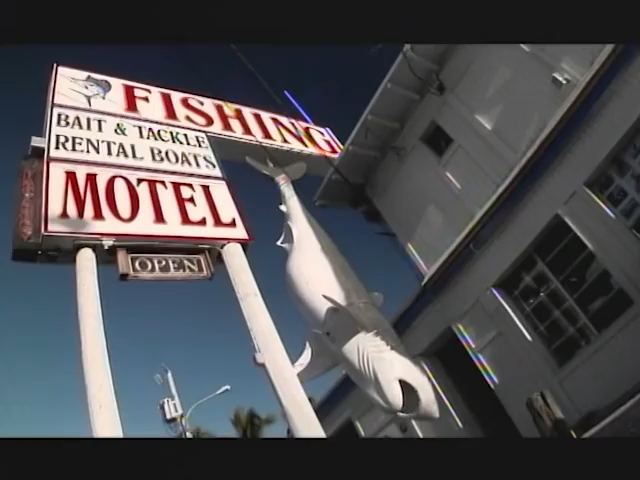 FISHING
BAIT & TACKLE
RENTAL BOATS
MOTEL
OPEN